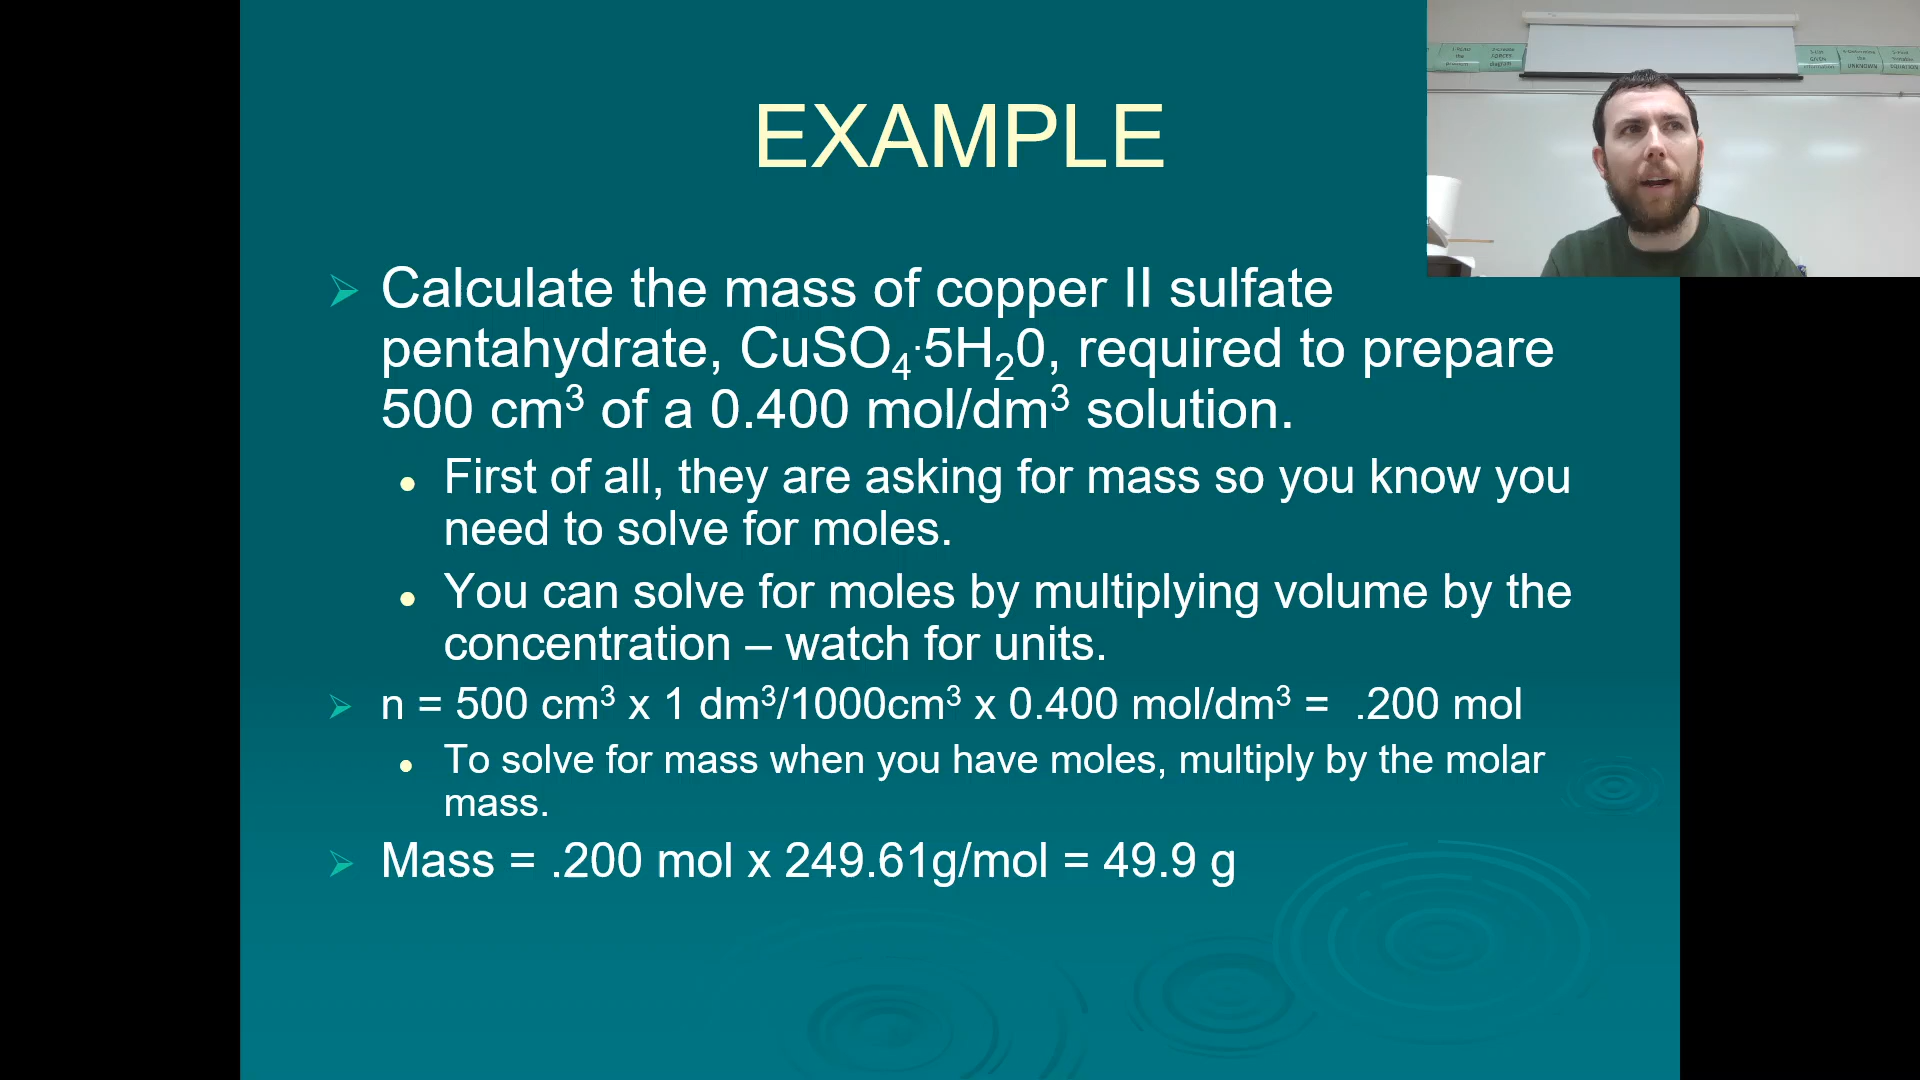 EXAMPLE
Calculate the mass of copper II sulfate
pentahydrate, CuSO₄·5H₂0, required to prepare
500 cm³ of a 0.400 mol/dm³ solution.
First of all, they are asking for mass so you know you
need to solve for moles.
You can solve for moles by multiplying volume by the
concentration – watch for units.
n = 500 cm³ x 1 dm³/1000cm³ x 0.400 mol/dm³ = .200 mol
To solve for mass when you have moles, multiply by the molar
mass.
Mass = .200 mol x 249.61g/mol = 49.9 g